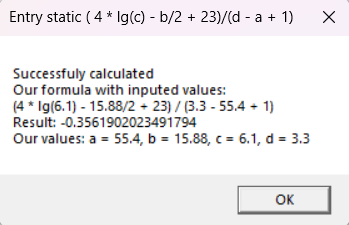 Entry static ( 4 * lg(c) - b/2 + 23)/(d - a + 1)
Successfuly calculated
Our formula with inputed values:
(4 * lg(6.1) - 15.88/2 + 23) / (3.3 - 55.4 + 1)
Result: -0.3561902023491794
Our values: a = 55.4, b = 15.88, c = 6.1, d = 3.3
OK